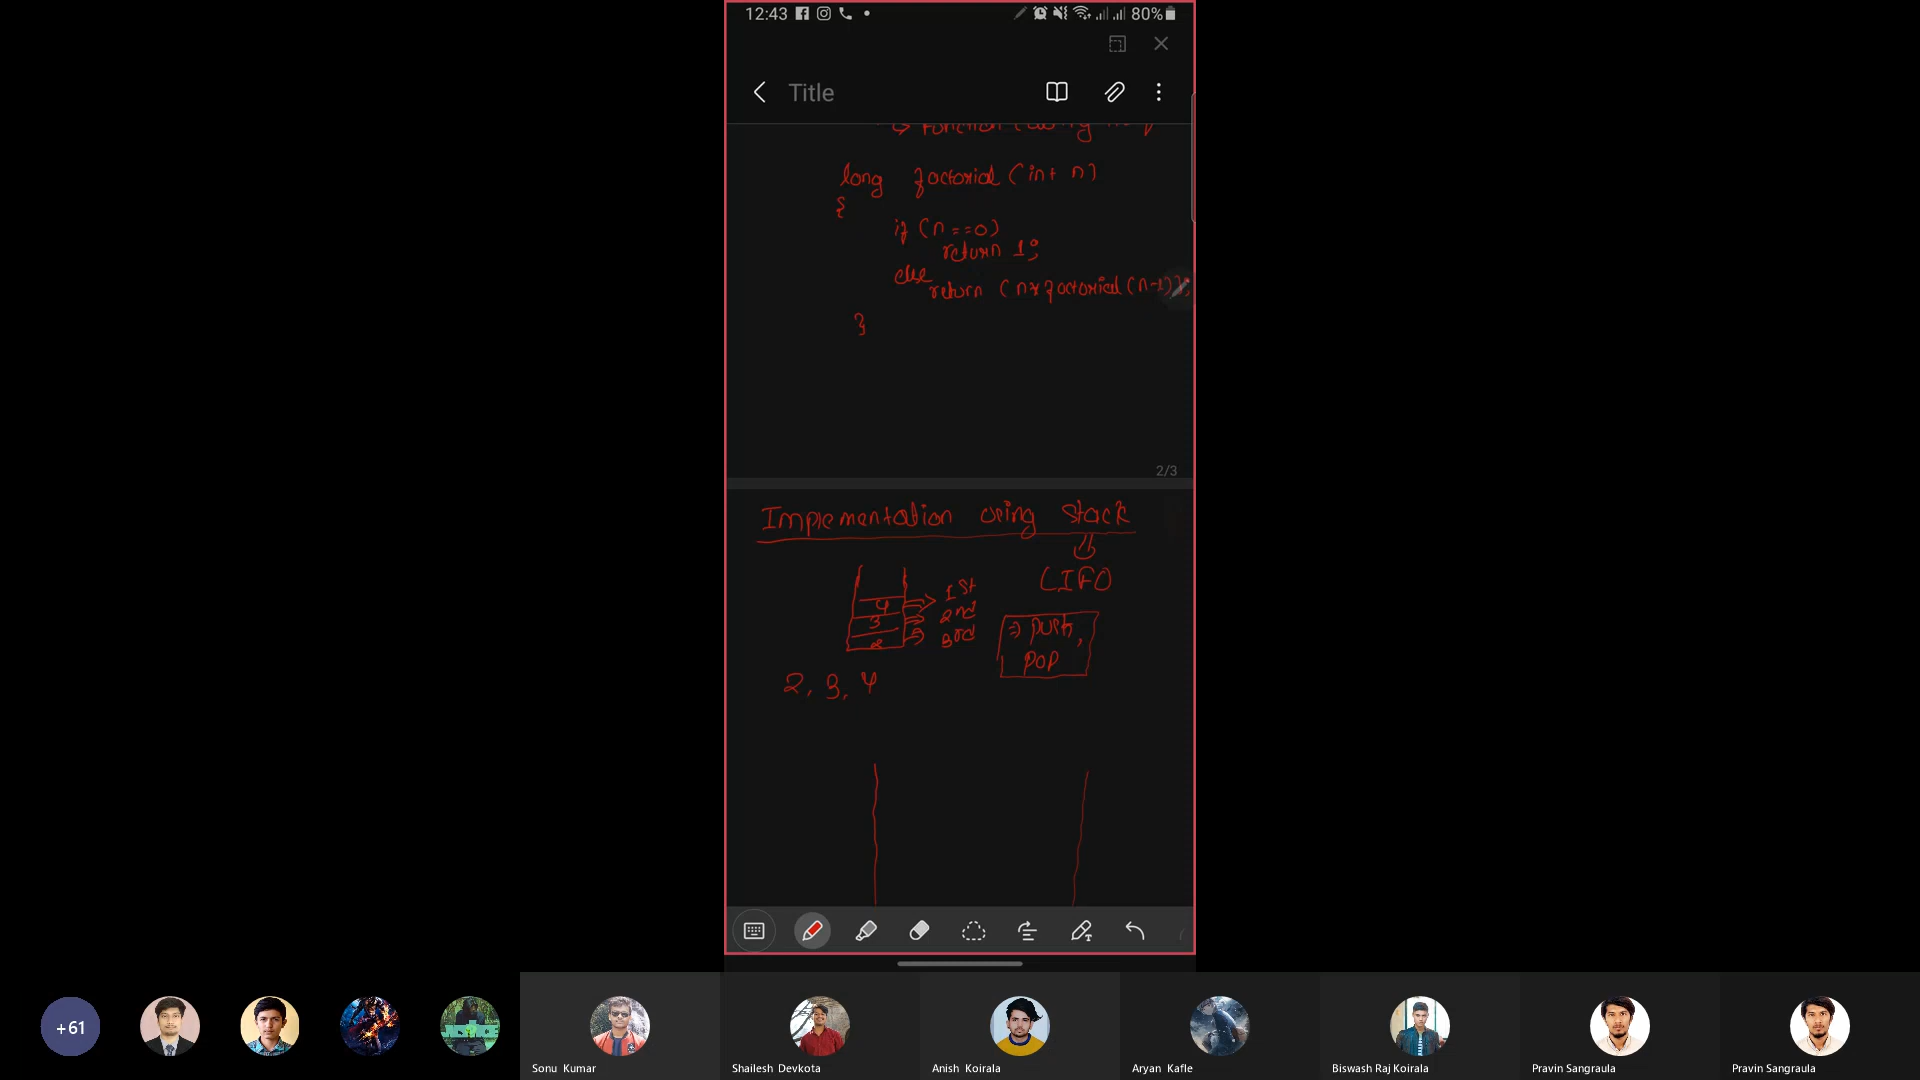 12:43 80%
Title
long factorial (int n)
{
if (n==0)
return 1;
else
return (n*factorial(n-1));
}
2/3
Implementation using stack
LIFO
4 1st
3 2nd
2 3rd
⇒ push,
pop
2, 3, 4
+61
JUSTICE
Sonu Kumar
Shailesh Devkota
Anish Koirala
Aryan Kafle
Biswash Raj Koirala
Pravin Sangraula
Pravin Sangraula